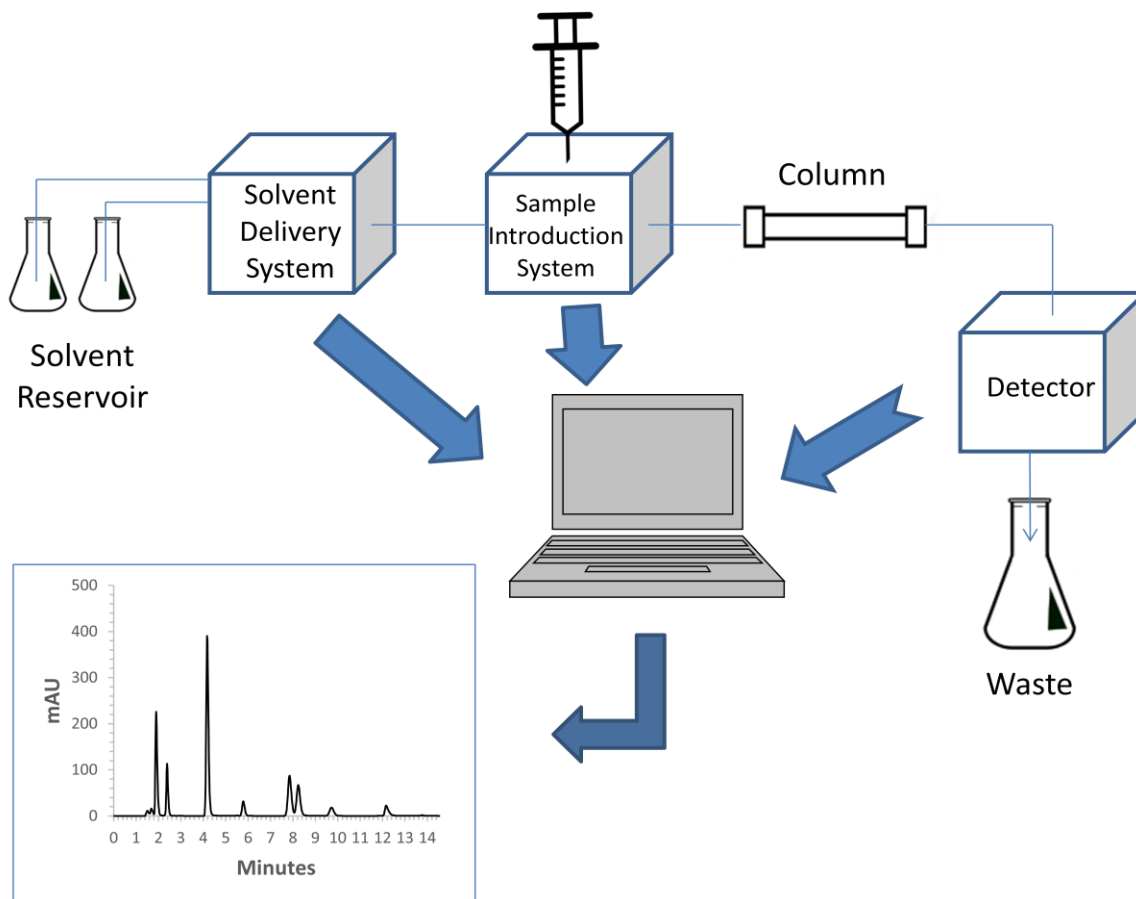 Solvent
Delivery
System
Sample
Introduction
System
Column
Solvent
Reservoir
Detector
Waste
500
400
300
200
100
0
mAU
0 1 2 3 4 5 6 7 8 9 10 11 12 13 14
Minutes